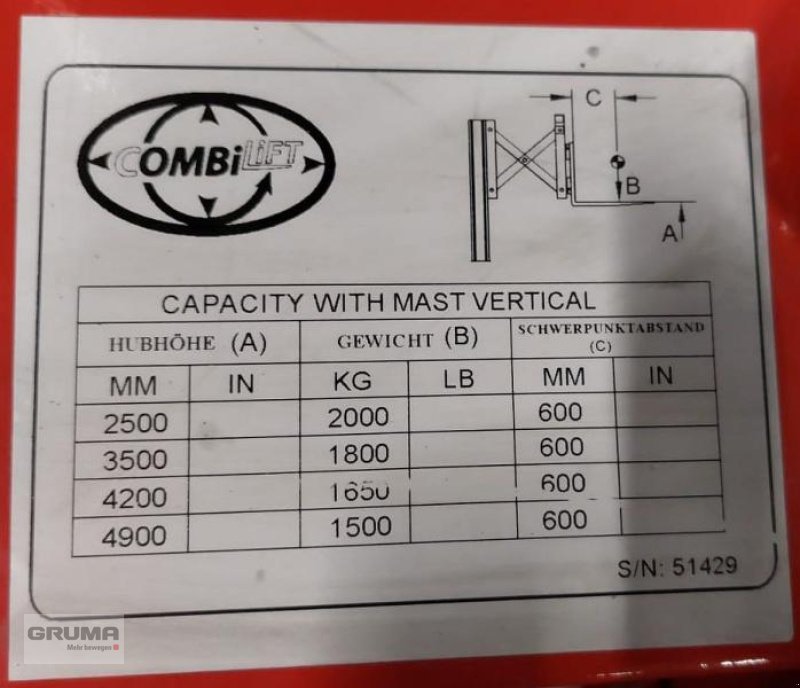 COMBiLIFT
C
B
A
CAPACITY WITH MAST VERTICAL
HUBHÖHE (A) GEWICHT (B) SCHWERPUNKTABSTAND (C)
MM IN KG LB MM IN
2500 2000 600
3500 1800 600
4200 1650 600
4900 1500 600
S/N: 51429
GRUMA
Mehr bewegen